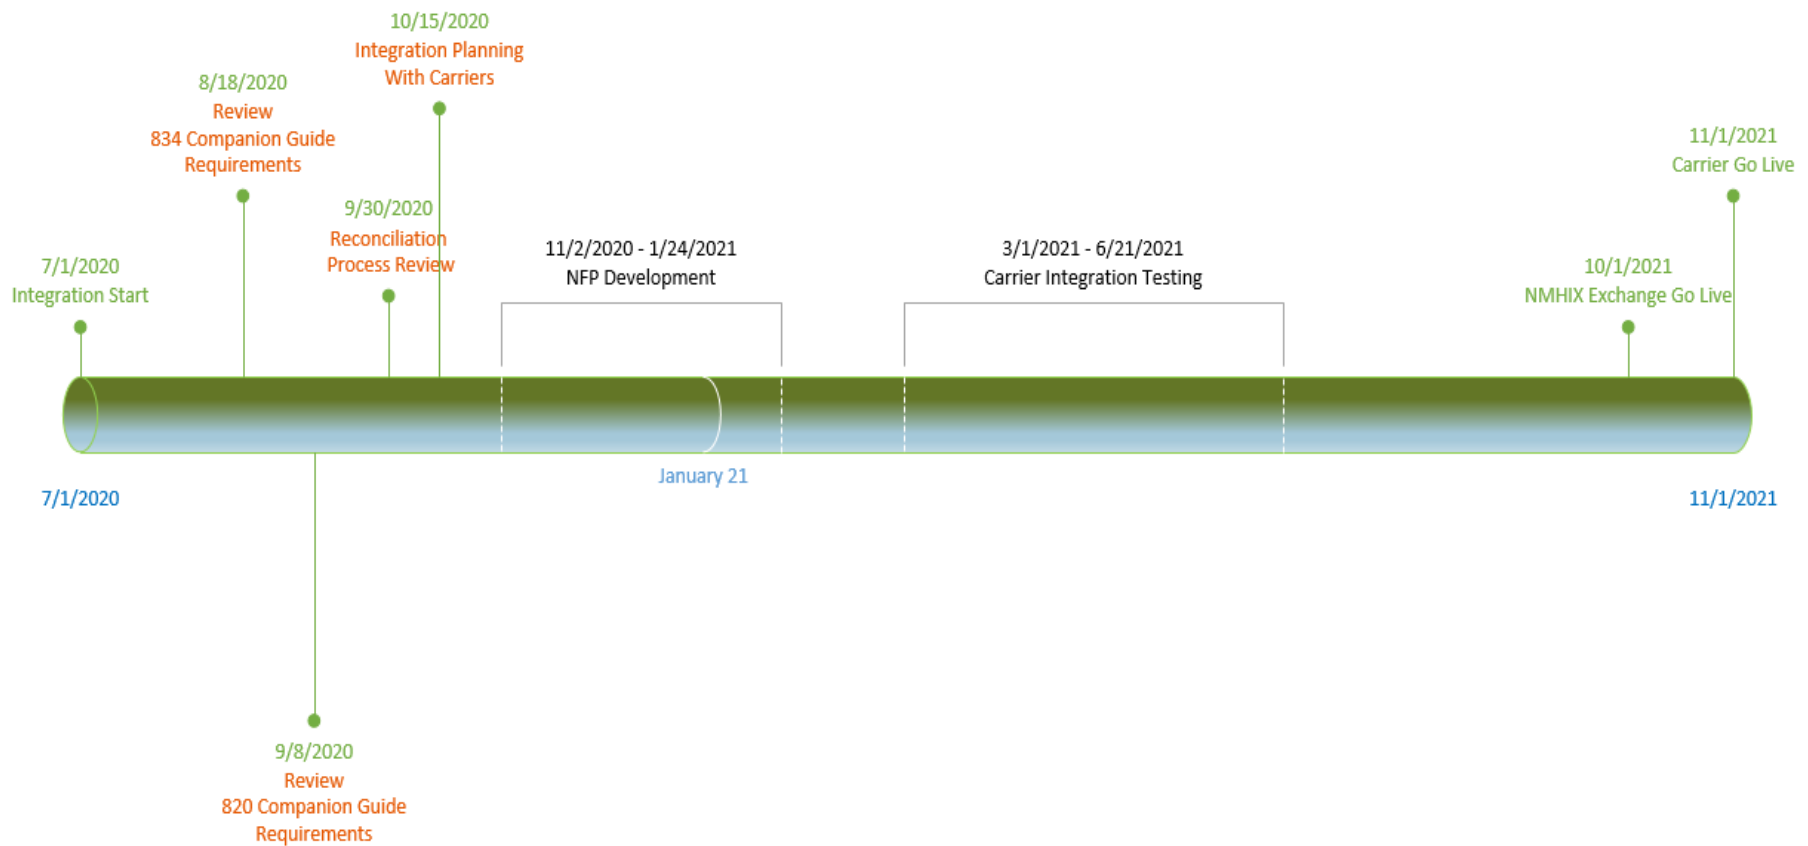 10/15/2020
Integration Planning
With Carriers
8/18/2020
Review
834 Companion Guide
Requirements
11/1/2021
Carrier Go Live
9/30/2020
Reconciliation
Process Review
11/2/2020 - 1/24/2021
NFP Development
3/1/2021 - 6/21/2021
Carrier Integration Testing
7/1/2020
Integration Start
10/1/2021
NMHIX Exchange Go Live
January 21
7/1/2020
11/1/2021
9/8/2020
Review
820 Companion Guide
Requirements